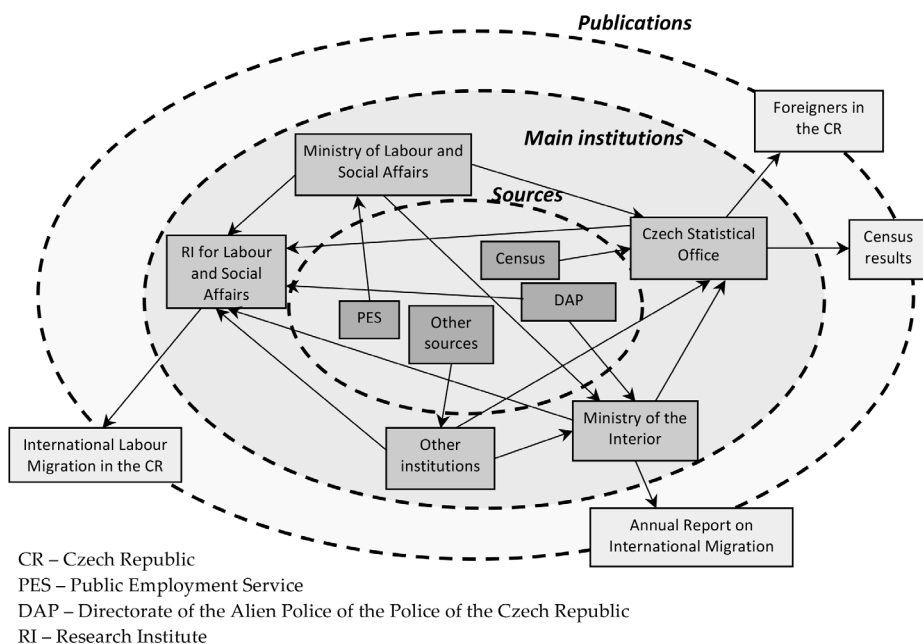 Publications
Foreigners in
the CR
Main institutions
Ministry of Labour and
Social Affairs
Sources
Czech Statistical
Office
Census
results
RI for Labour
and Social
Affairs
Census
DAP
PES
Other
sources
Ministry of the
Interior
Other
institutions
International Labour
Migration in the CR
Annual Report on
International Migration
CR – Czech Republic
PES – Public Employment Service
DAP – Directorate of the Alien Police of the Police of the Czech Republic
RI – Research Institute